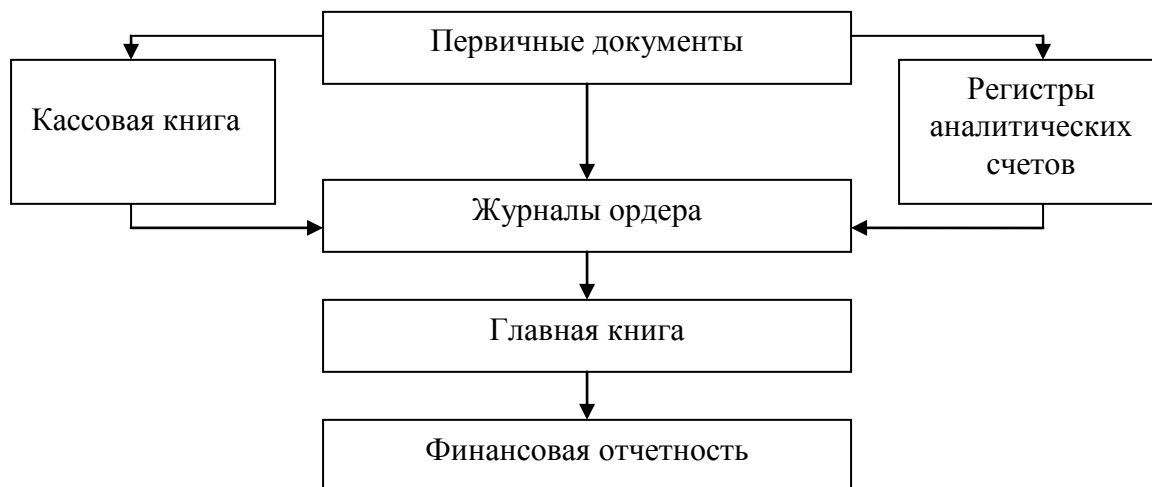 Первичные документы
Кассовая книга
Регистры
аналитических
счетов
Журналы ордера
Главная книга
Финансовая отчетность